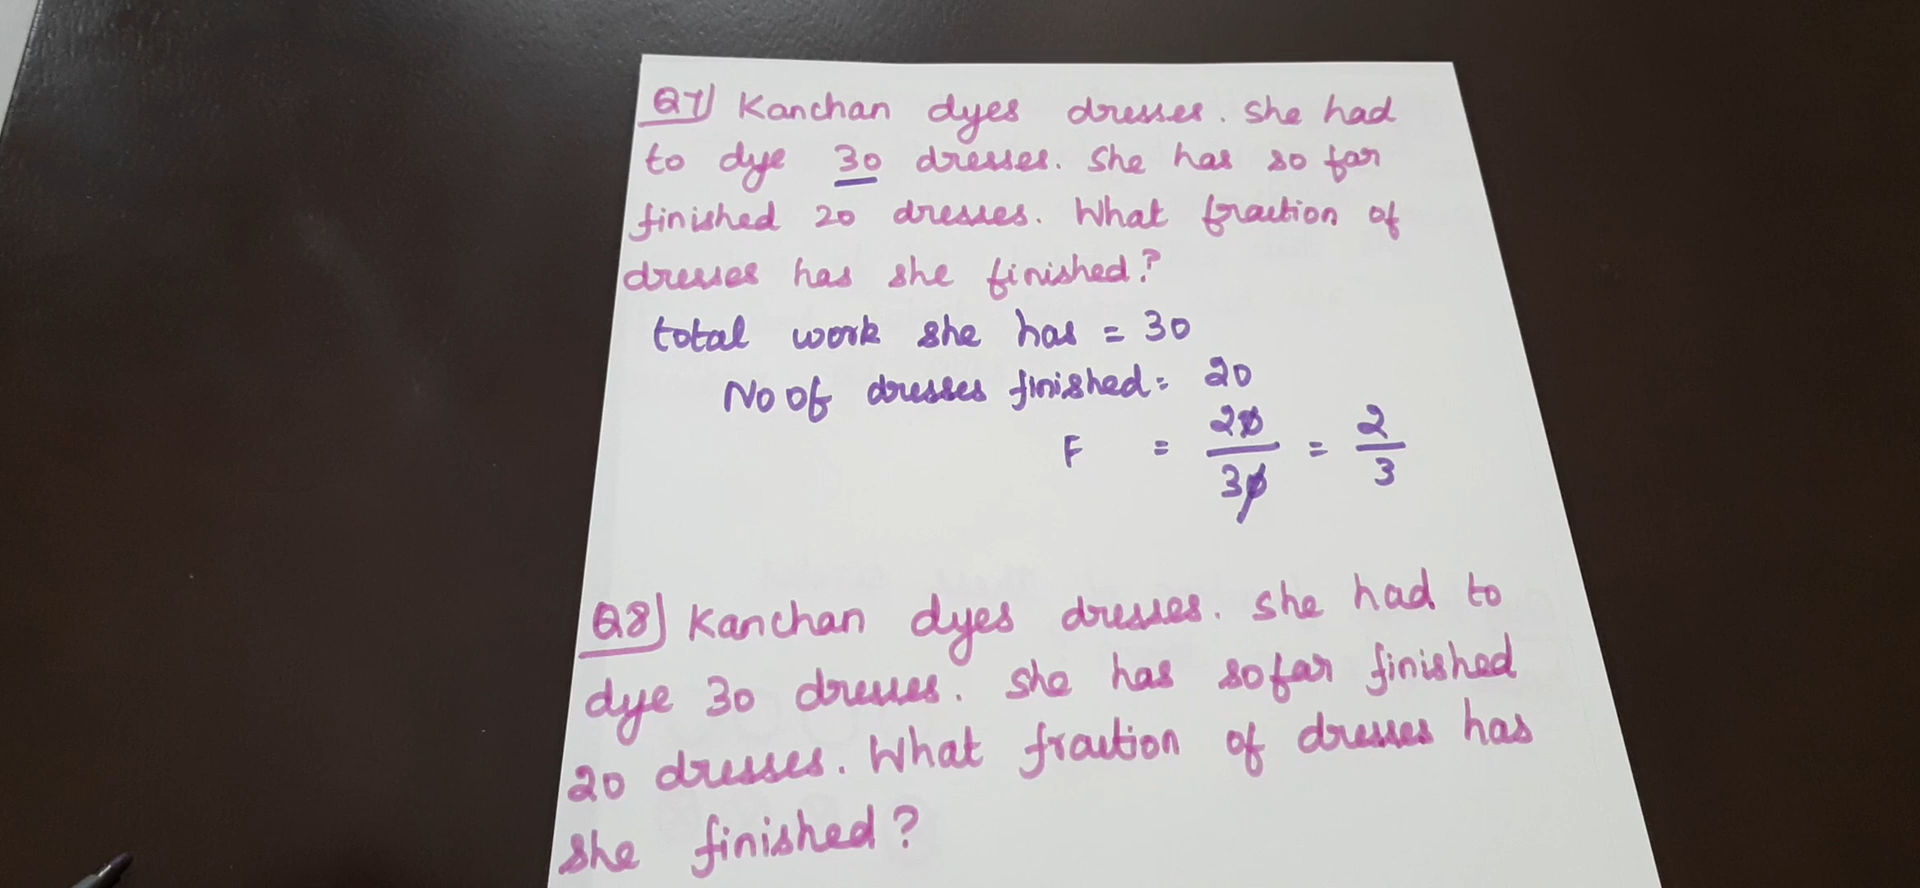 Q7) Kanchan dyes dresses. She had
to dye 30 dresses. She has so far
finished 20 dresses. What fraction of
dresses has she finished?
total work she has = 30
No of dresses finished = 20
F = 20/30 = 2/3
Q8) Kanchan dyes dresses. She had to
dye 30 dresses. She has sofar finished
20 dresses. What fraction of dresses has
she finished?